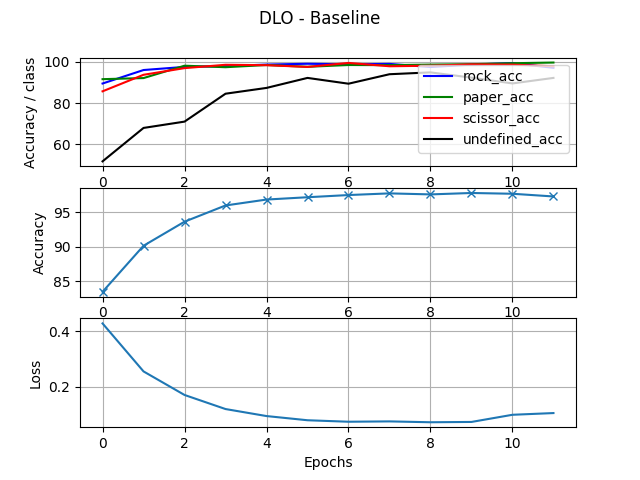 DLO - Baseline
Accuracy / class
100
80
60
rock_acc
paper_acc
scissor_acc
undefined_acc
0 2 4 6 8 10
Accuracy
95
90
85
0 2 4 6 8 10
Loss
0.4
0.2
0 2 4 6 8 10
Epochs